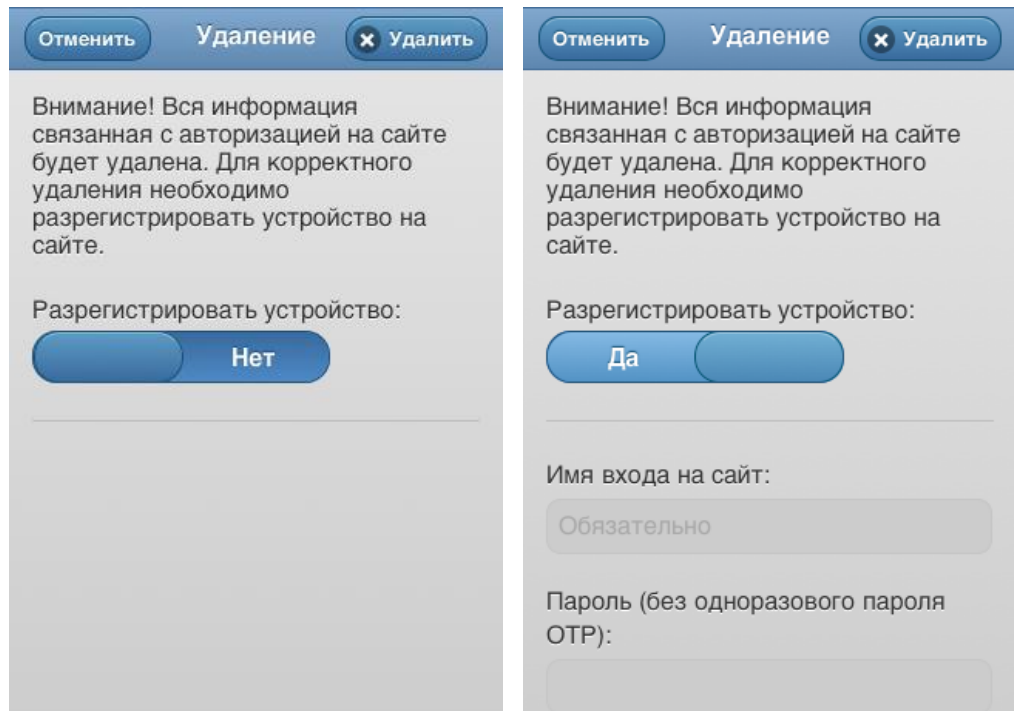 Отменить
Удаление
Удалить
Внимание! Вся информация
связанная с авторизацией на сайте
будет удалена. Для корректного
удаления необходимо
разрегистрировать устройство на
сайте.
Разрегистрировать устройство:
Нет
Отменить
Удаление
Удалить
Внимание! Вся информация
связанная с авторизацией на сайте
будет удалена. Для корректного
удаления необходимо
разрегистрировать устройство на
сайте.
Разрегистрировать устройство:
Да
Имя входа на сайт:
Обязательно
Пароль (без одноразового пароля
OTP):